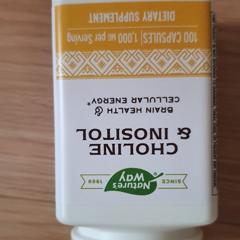 Nature's
Way
SINCE 1969
CHOLINE
& INOSITOL
BRAIN HEALTH &
CELLULAR ENERGY*
100 CAPSULES | 1,000 MG PER SERVING
DIETARY SUPPLEMENT